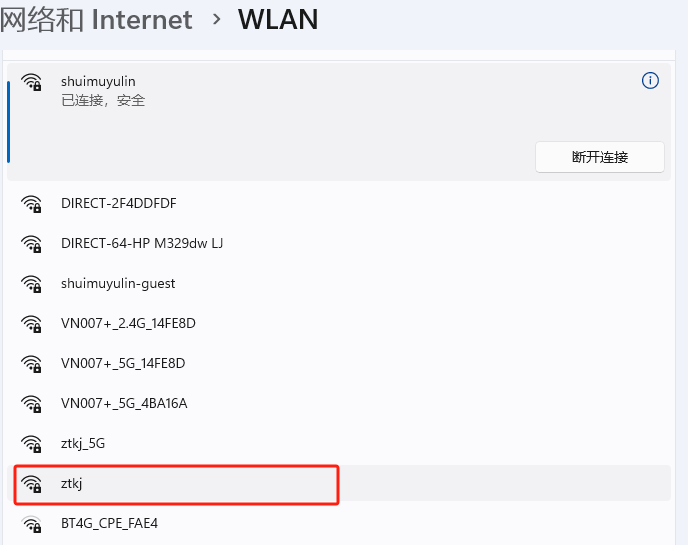 网络和 Internet › WLAN
shuimuyulin
已连接，安全
断开连接
DIRECT-2F4DDFDF
DIRECT-64-HP M329dw LJ
shuimuyulin-guest
VN007+_2.4G_14FE8D
VN007+_5G_14FE8D
VN007+_5G_4BA16A
ztkj_5G
ztkj
BT4G_CPE_FAE4